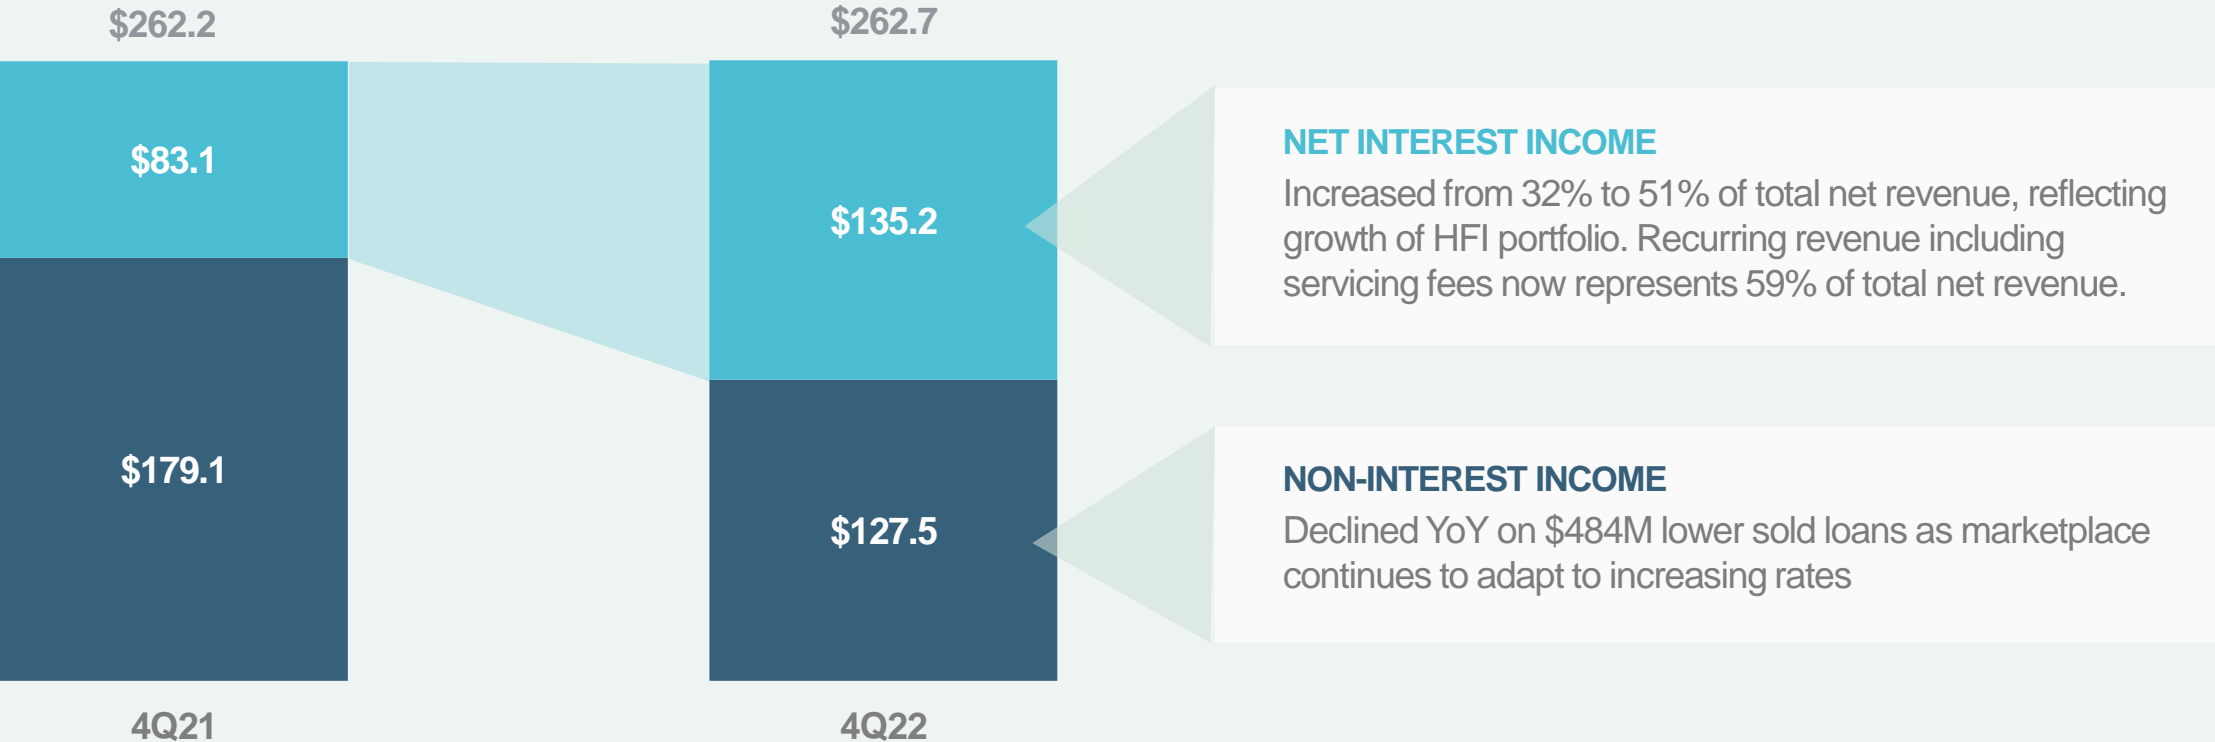 $262.2
$262.7
$83.1
$135.2
$179.1
$127.5
4Q21
4Q22
NET INTEREST INCOME
Increased from 32% to 51% of total net revenue, reflecting
growth of HFI portfolio. Recurring revenue including
servicing fees now represents 59% of total net revenue.
NON-INTEREST INCOME
Declined YoY on $484M lower sold loans as marketplace
continues to adapt to increasing rates